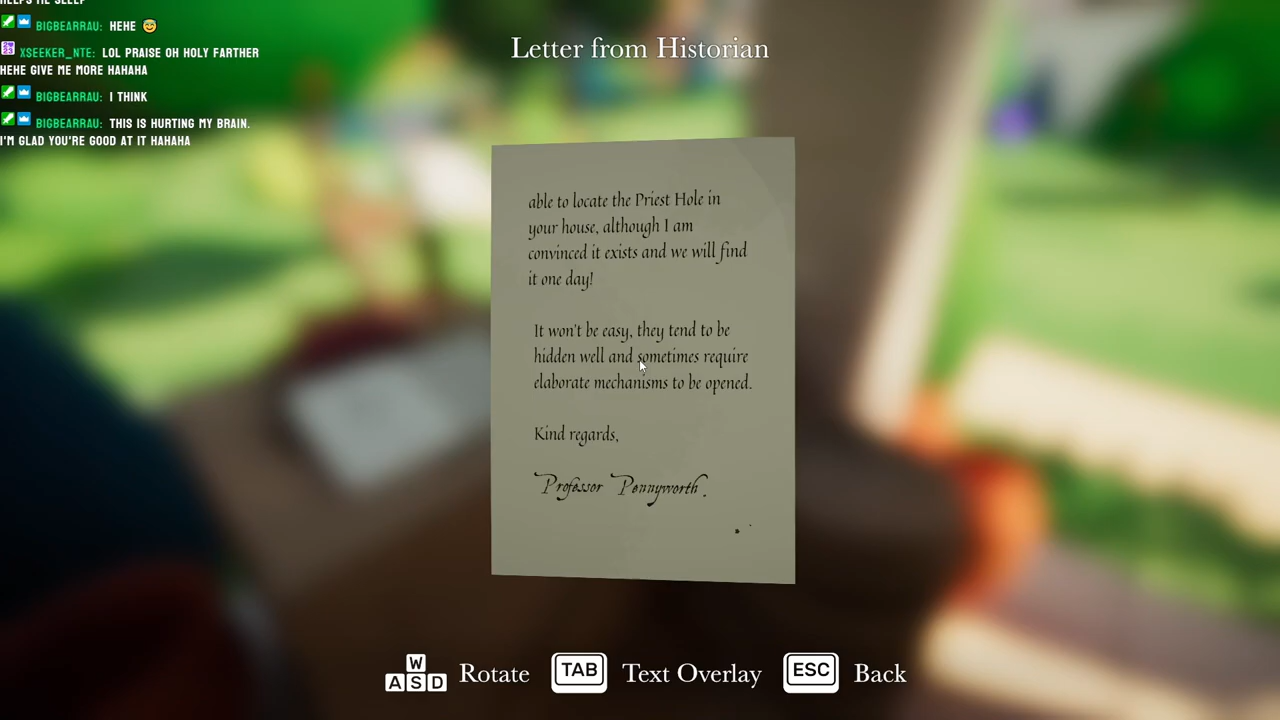 BIGBEARRAU: HEHE 😇
XSEEKER_NTE: LOL PRAISE OH HOLY FARTHER
HEHE GIVE ME MORE HAHAHA
BIGBEARRAU: I THINK
BIGBEARRAU: THIS IS HURTING MY BRAIN.
I'M GLAD YOU'RE GOOD AT IT HAHAHA
Letter from Historian
able to locate the Priest Hole in
your house, although I am
convinced it exists and we will find
it one day!
It won't be easy, they tend to be
hidden well and sometimes require
elaborate mechanisms to be opened.
Kind regards,
Professor Pennyworth.
W
A S D Rotate TAB Text Overlay ESC Back